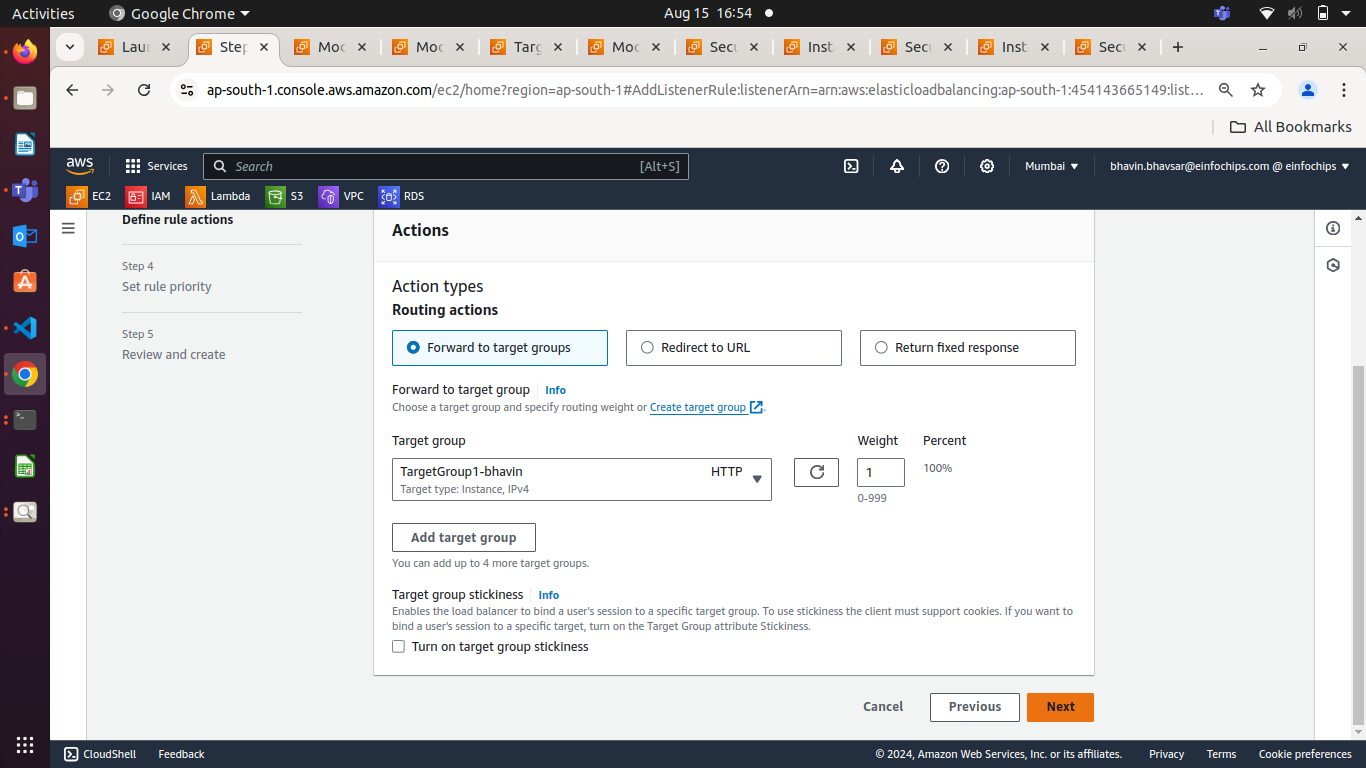 Activities
Google Chrome
Aug 15 16:54
Lau
Step
Moc
Moc
Targ
Moc
Secu
Inst
Secu
Inst
Secu
ap-south-1.console.aws.amazon.com/ec2/home?region=ap-south-1#AddListenerRule:listenerArn=arn:aws:elasticloadbalancing:ap-south-1:454143665149:list...
All Bookmarks
aws
Services
Search
[Alt+S]
Mumbai
bhavin.bhavsar@einfochips.com @ einfochips
EC2
IAM
Lambda
S3
VPC
RDS
Define rule actions
Step 4
Set rule priority
Step 5
Review and create
Actions
Action types
Routing actions
Forward to target groups
Redirect to URL
Return fixed response
Forward to target group
Info
Choose a target group and specify routing weight or Create target group.
Target group
Weight
Percent
TargetGroup1-bhavin
HTTP
Target type: Instance, IPv4
1
100%
0-999
Add target group
You can add up to 4 more target groups.
Target group stickiness
Info
Enables the load balancer to bind a user's session to a specific target group. To use stickiness the client must support cookies. If you want to
bind a user's session to a specific target, turn on the Target Group attribute Stickiness.
Turn on target group stickiness
Cancel
Previous
Next
CloudShell
Feedback
© 2024, Amazon Web Services, Inc. or its affiliates.
Privacy
Terms
Cookie preferences